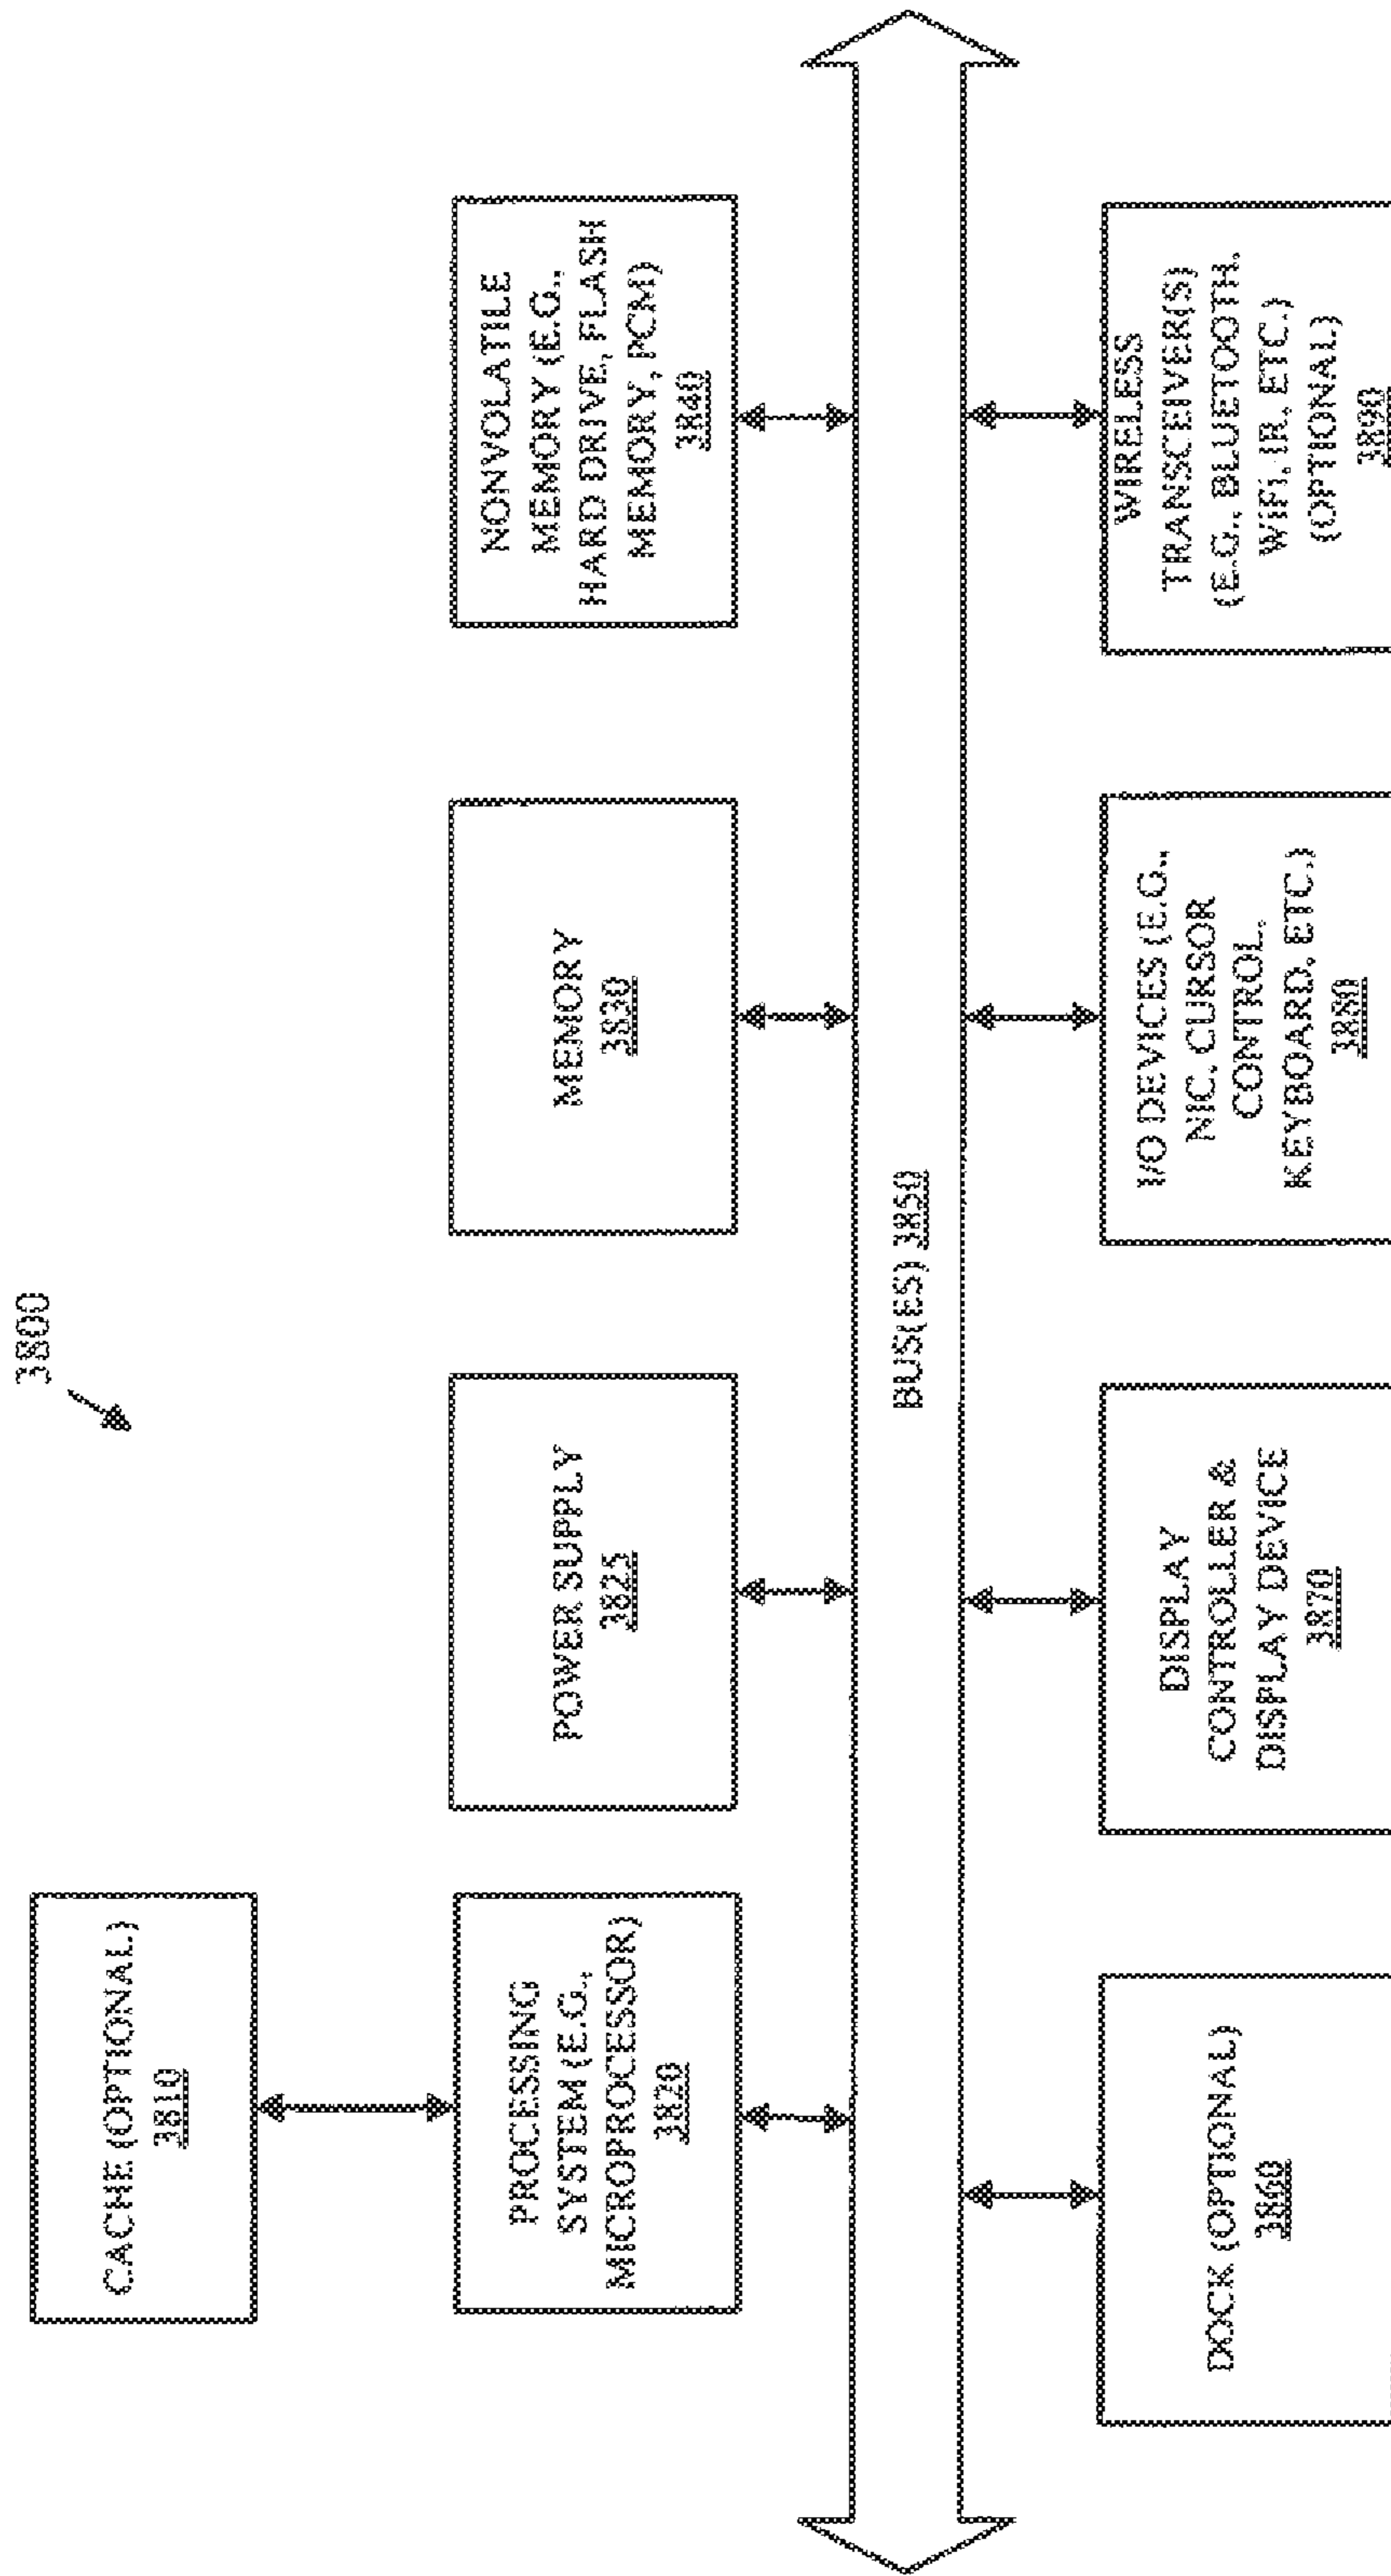 3800
CACHE (OPTIONAL)
3810
PROCESSING
SYSTEM (E.G.,
MICROPROCESSOR)
3820
POWER SUPPLY
3825
MEMORY
3830
NONVOLATILE
MEMORY (E.G.,
HARD DRIVE, FLASH
MEMORY, PCM)
3840
BUS(ES) 3850
DOCK (OPTIONAL)
3860
DISPLAY
CONTROLLER &
DISPLAY DEVICE
3870
I/O DEVICES (E.G.,
NIC, CURSOR
CONTROL,
KEYBOARD, ETC.)
3880
WIRELESS
TRANSCEIVER(S)
(E.G., BLUETOOTH,
WiFi, IR, ETC.)
(OPTIONAL)
3890